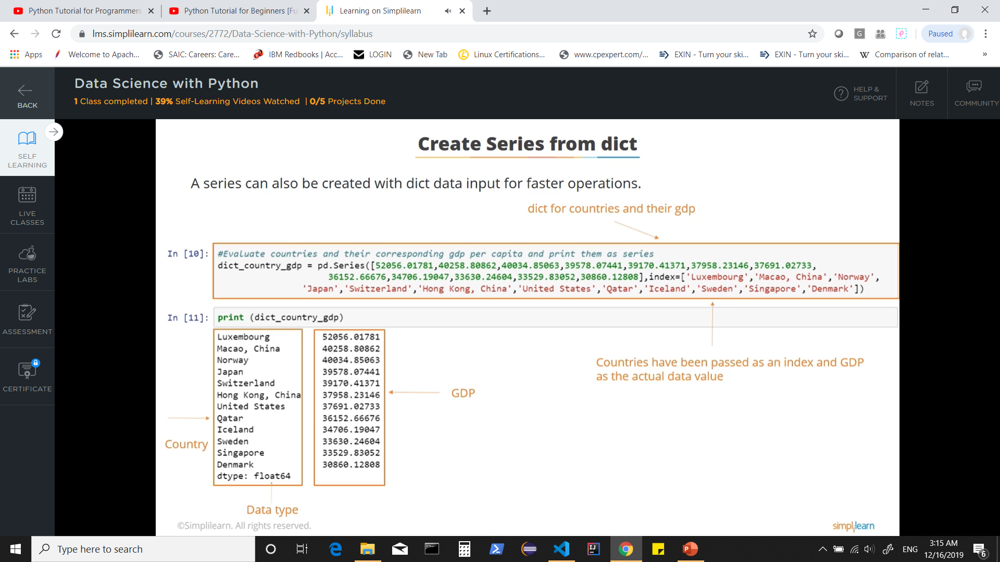 Python Tutorial for Programmers
Python Tutorial for Beginners [Fu
Learning on Simplilearn
lms.simplilearn.com/courses/2772/Data-Science-with-Python/syllabus
Paused
Apps
Welcome to Apach...
SAIC: Careers: Care...
IBM Redbooks | Acc...
LOGIN
New Tab
Linux Certifications...
www.cpexpert.com/...
EXIN - Turn your ski...
EXIN - Turn your ski...
Comparison of relat...
»
BACK
Data Science with Python
1 Class completed | 39% Self-Learning Videos Watched | 0/5 Projects Done
HELP &
SUPPORT
NOTES
COMMUNITY
SELF
LEARNING
LIVE
CLASSES
PRACTICE
LABS
ASSESSMENT
CERTIFICATE
Create Series from dict
A series can also be created with dict data input for faster operations.
dict for countries and their gdp
In [10]: #Evaluate countries and their corresponding gdp per capita and print them as series
dict_country_gdp = pd.Series([52056.01781,40258.80862,40034.85063,39578.07441,39170.41371,37958.23146,37691.02733,
36152.66676,34706.19047,33630.24604,33529.83052,30860.12808],index=['Luxembourg','Macao, China','Norway',
'Japan','Switzerland','Hong Kong, China','United States','Qatar','Iceland','Sweden','Singapore','Denmark'])
In [11]: print (dict_country_gdp)
Luxembourg 52056.01781
Macao, China 40258.80862
Norway 40034.85063
Japan 39578.07441
Switzerland 39170.41371
Hong Kong, China 37958.23146
United States 37691.02733
Qatar 36152.66676
Iceland 34706.19047
Sweden 33630.24604
Singapore 33529.83052
Denmark 30860.12808
dtype: float64
Countries have been passed as an index and GDP
as the actual data value
GDP
Country
Data type
©Simplilearn. All rights reserved.
simplilearn
Type here to search
ENG
3:15 AM
12/16/2019
6